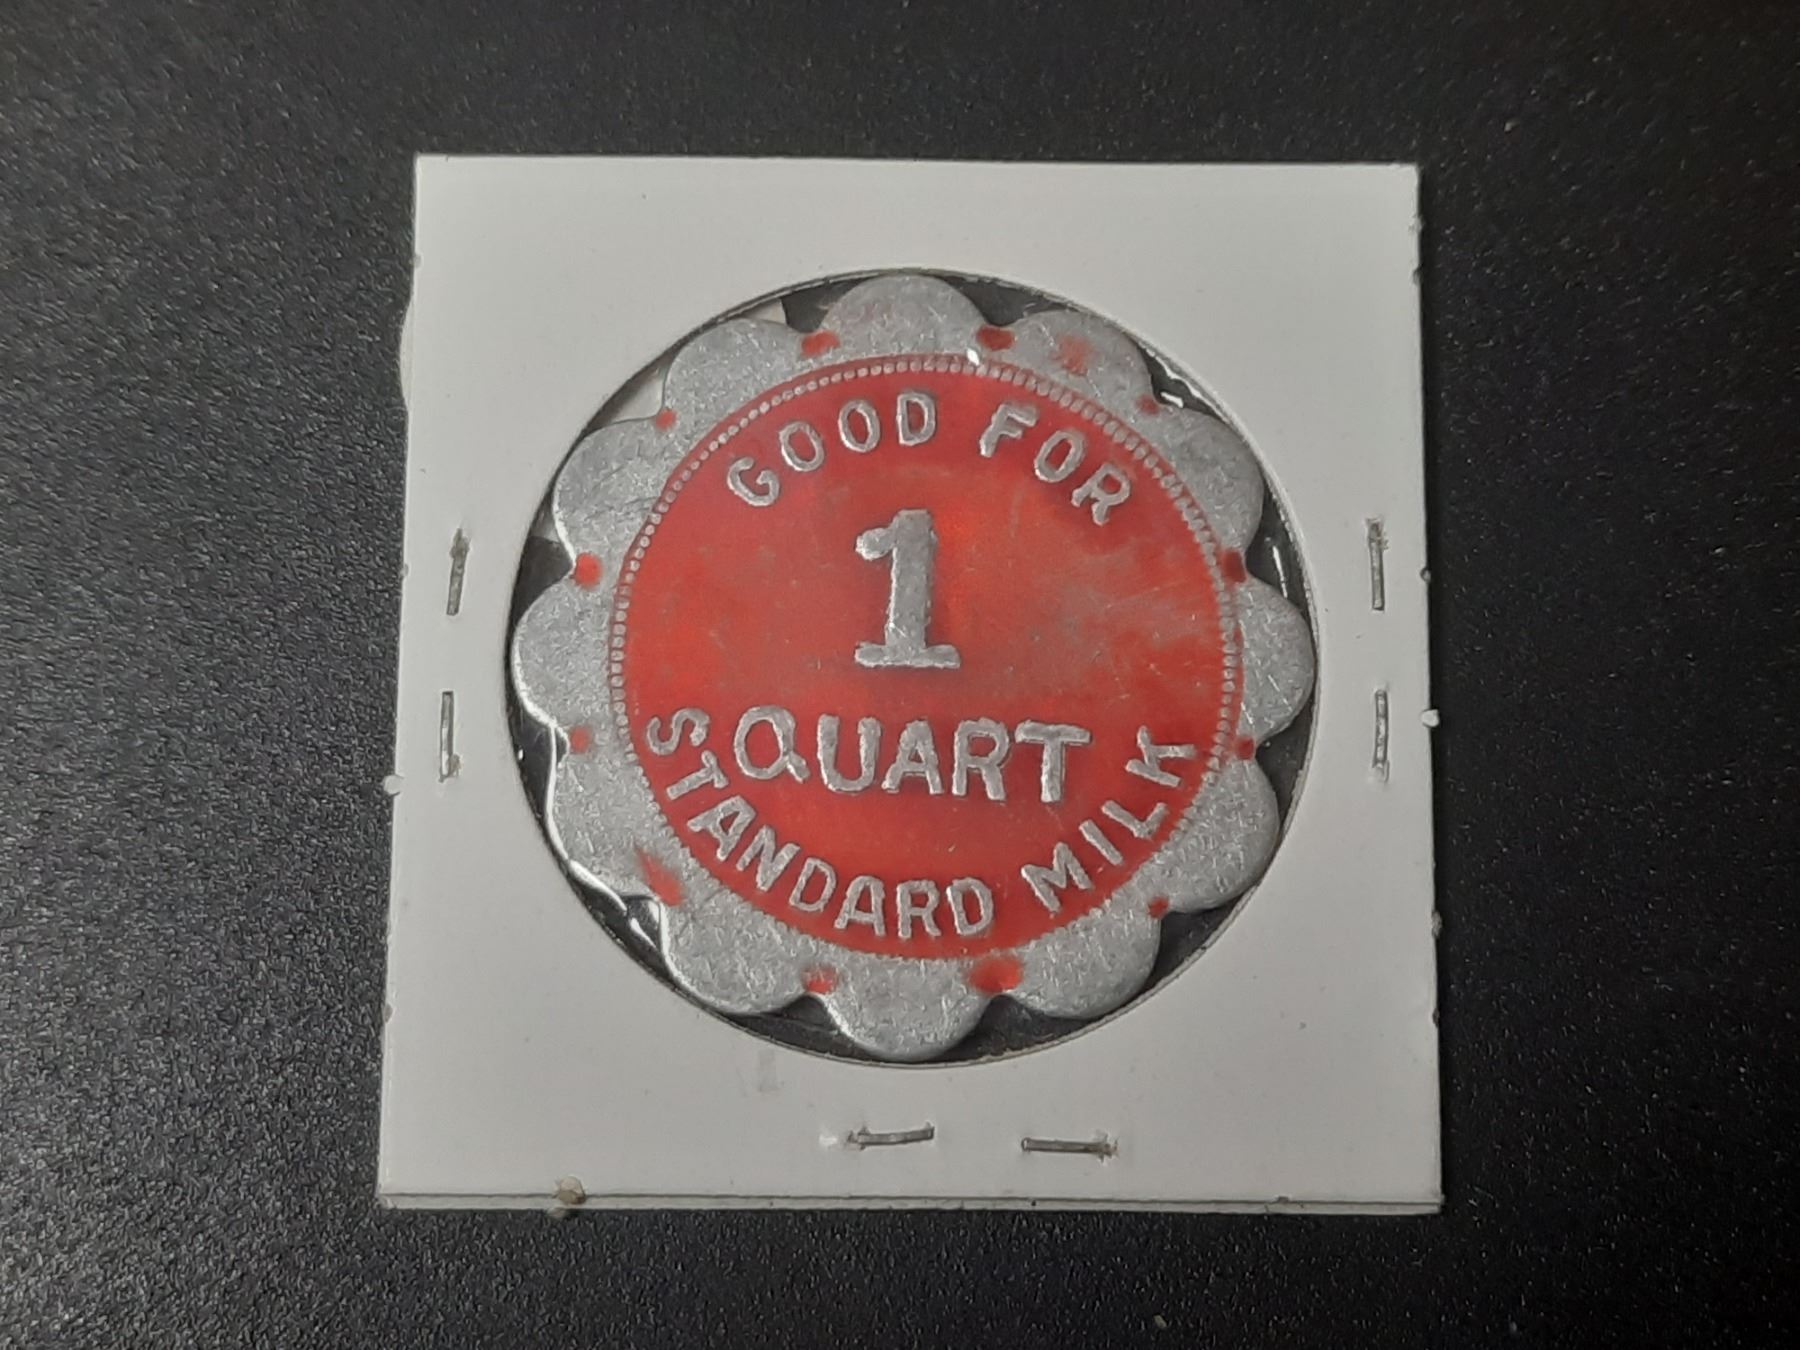 GOOD FOR
1
QUART
STANDARD MILK